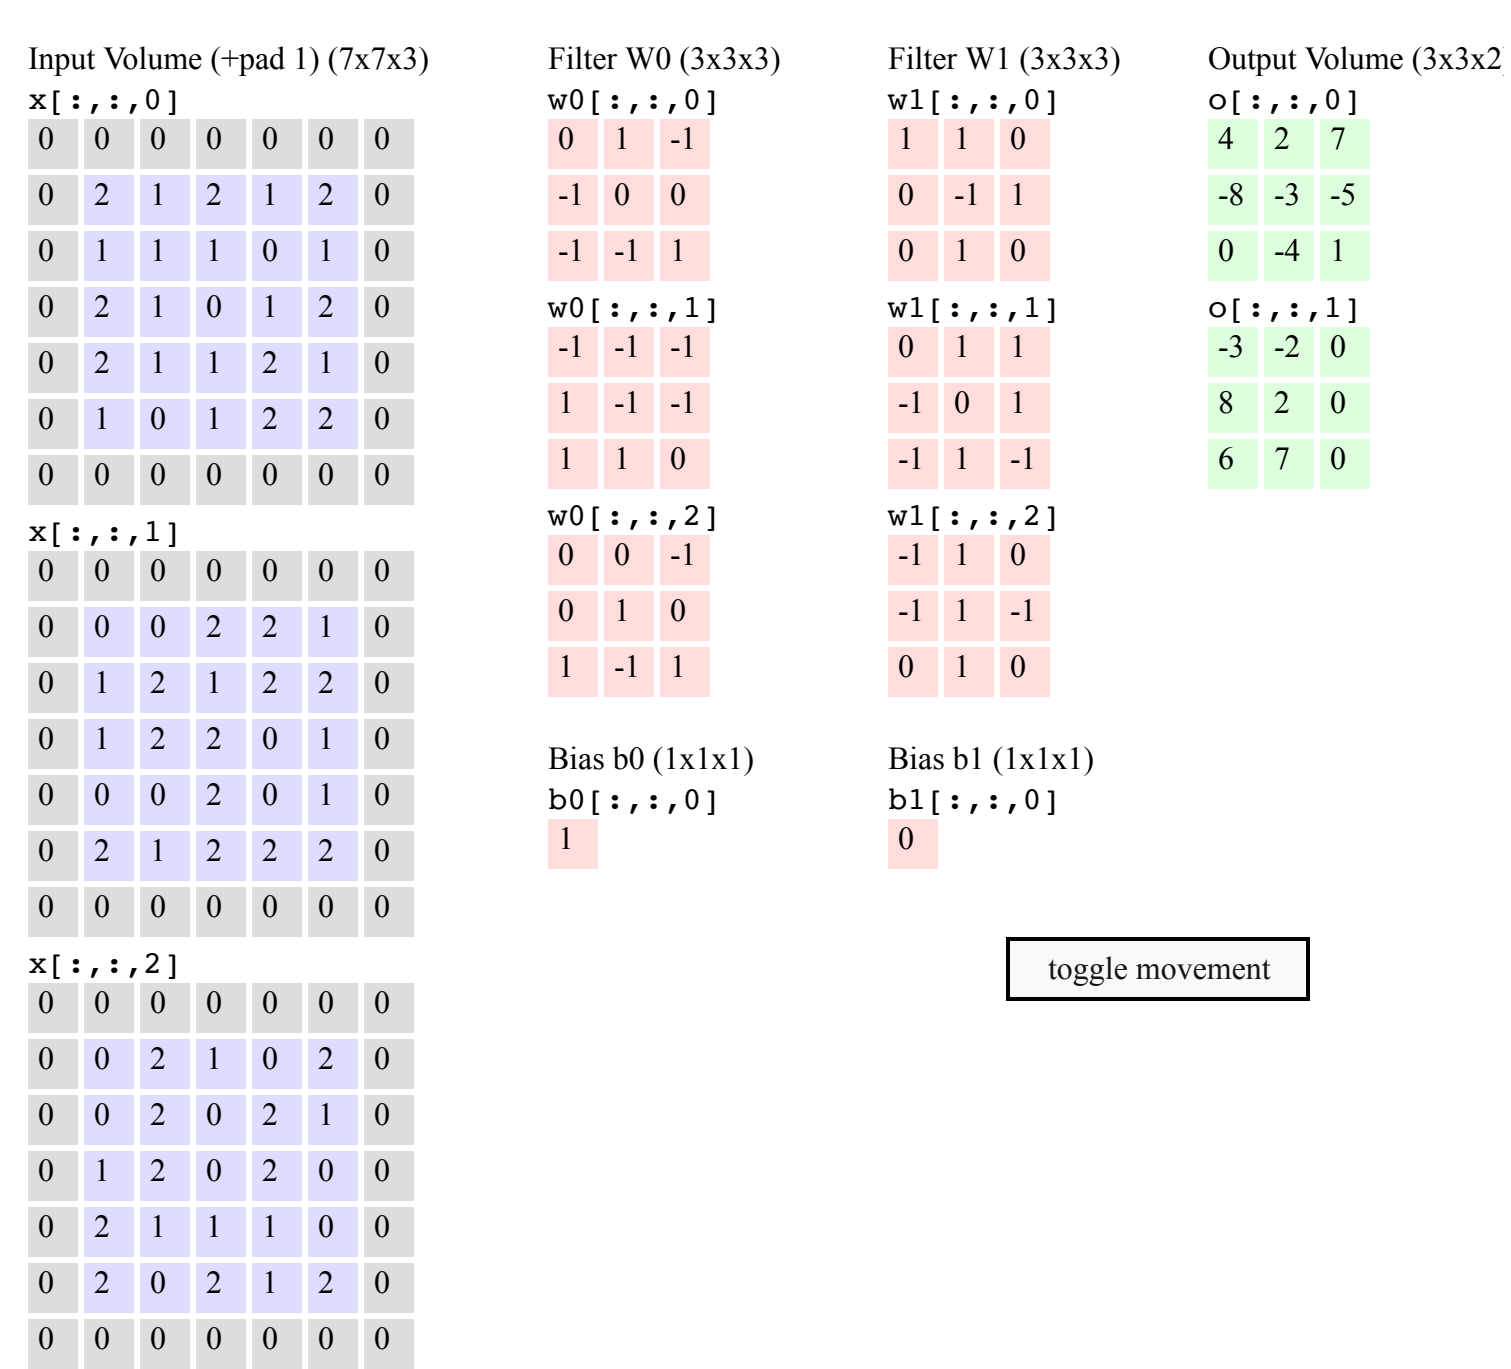 Input Volume (+pad 1) (7x7x3)
x[:,:,0]
0 0 0 0 0 0 0
0 2 1 2 1 2 0
0 1 1 1 0 1 0
0 2 1 0 1 2 0
0 2 1 1 2 1 0
0 1 0 1 2 2 0
0 0 0 0 0 0 0
x[:,:,1]
0 0 0 0 0 0 0
0 0 0 2 2 1 0
0 1 2 1 2 2 0
0 1 2 2 0 1 0
0 0 0 2 0 1 0
0 2 1 2 2 2 0
0 0 0 0 0 0 0
x[:,:,2]
0 0 0 0 0 0 0
0 0 2 1 0 2 0
0 0 2 0 2 1 0
0 1 2 0 2 0 0
0 2 1 1 1 0 0
0 2 0 2 1 2 0
0 0 0 0 0 0 0
Filter W0 (3x3x3)
w0[:,:,0]
0 1 -1
-1 0 0
-1 -1 1
w0[:,:,1]
-1 -1 -1
1 -1 -1
1 1 0
w0[:,:,2]
0 0 -1
0 1 0
1 -1 1
Bias b0 (1x1x1)
b0[:,:,0]
1
Filter W1 (3x3x3)
w1[:,:,0]
1 1 0
0 -1 1
0 1 0
w1[:,:,1]
0 1 1
-1 0 1
-1 1 -1
w1[:,:,2]
-1 1 0
-1 1 -1
0 1 0
Bias b1 (1x1x1)
b1[:,:,0]
0
Output Volume (3x3x2)
o[:,:,0]
4 2 7
-8 -3 -5
0 -4 1
o[:,:,1]
-3 -2 0
8 2 0
6 7 0
toggle movement